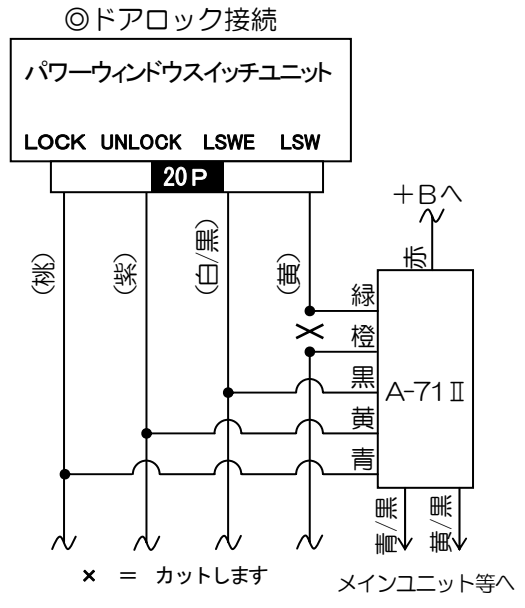 ◎ドアロック接続
パワーウィンドウスイッチユニット
LOCK UNLOCK LSWE LSW
20P
+Bへ
赤
(桃)
(紫)
(白/黒)
(黄)
緑
橙
黒
黄
青
A-71Ⅱ
青/黒
黄/黒
× = カットします
メインユニット等へ